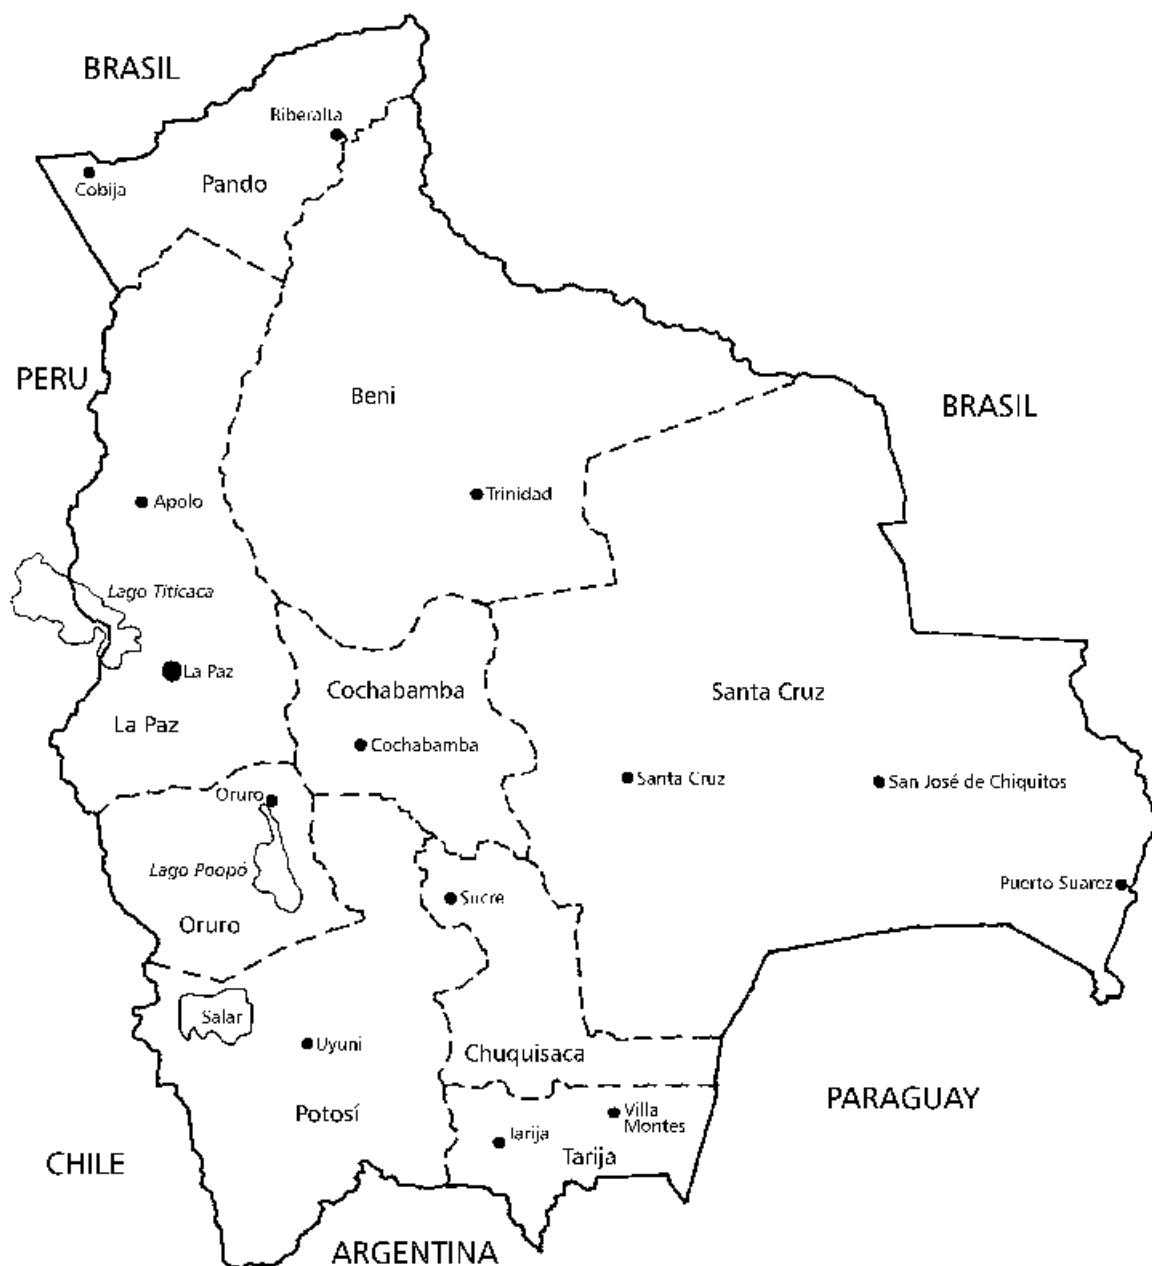 BRASIL
Riberalta
Cobija
Pando
PERU
Beni
BRASIL
Apolo
Trinidad
Lago Titicaca
La Paz
Cochabamba
Santa Cruz
La Paz
Cochabamba
Santa Cruz
San José de Chiquitos
Oruro
Lago Poopó
Puerto Suarez
Sucre
Oruro
Salar
Uyuni
Chuquisaca
PARAGUAY
Potosí
Villa
Montes
Tarija
Tarija
CHILE
ARGENTINA